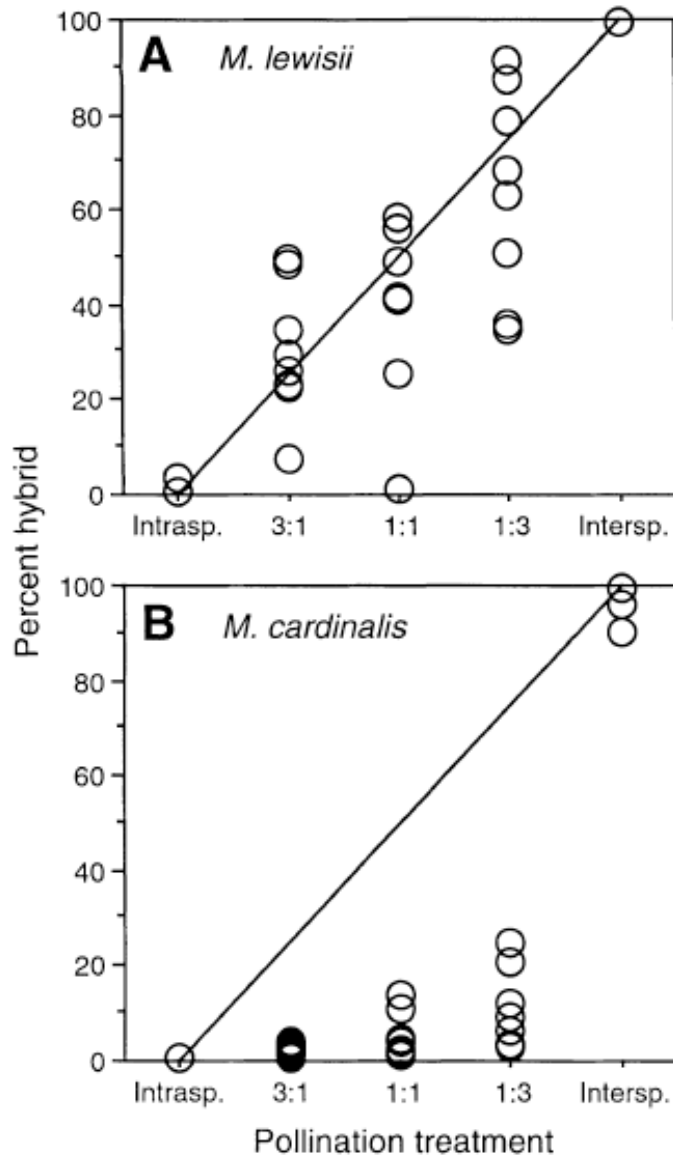 100
A M. lewisii
80
60
40
20
0
Intrasp. 3:1 1:1 1:3 Intersp.
Percent hybrid
100
B M. cardinalis
80
60
40
20
0
Intrasp. 3:1 1:1 1:3 Intersp.
Pollination treatment